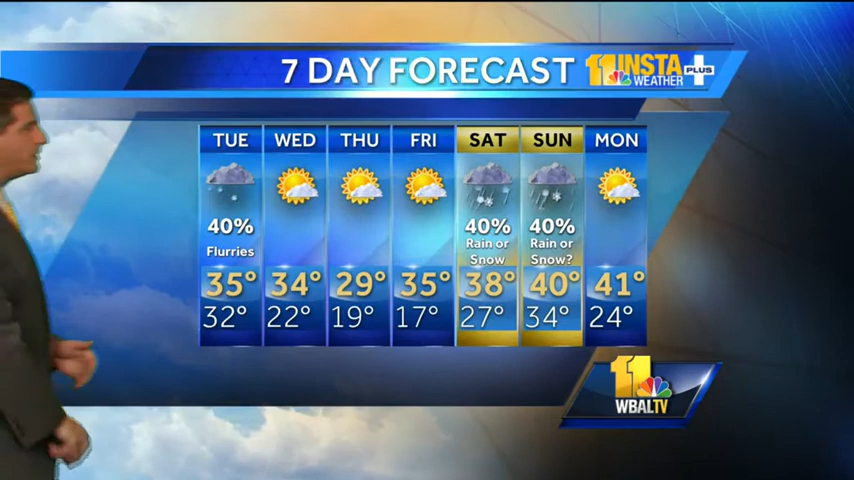 7 DAY FORECAST 11 INSTA WEATHER PLUS
TUE WED THU FRI SAT SUN MON
40% 40% 40%
Flurries Rain or Snow Rain or Snow?
35° 34° 29° 35° 38° 40° 41°
32° 22° 19° 17° 27° 34° 24°
11
WBALTV